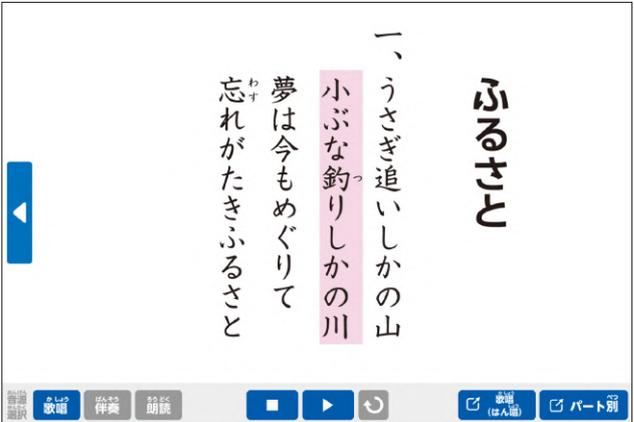 ふるさと
一、うさぎ追いしかの山
小ぶな釣りしかの川
夢は今もめぐりて
忘れがたきふるさと
音源選択
歌唱
伴奏
朗読
歌唱(はん唱)
パート別